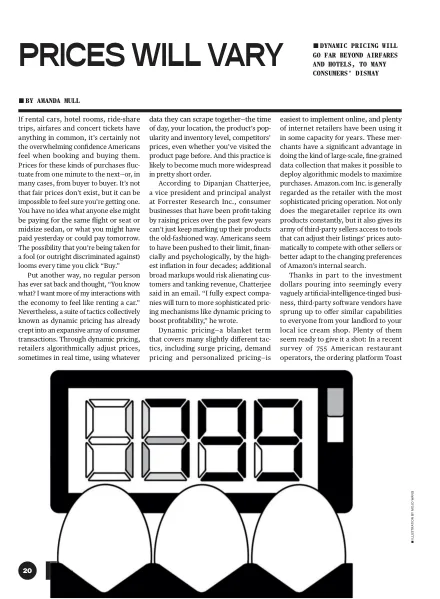 PRICES WILL VARY
DYNAMIC PRICING WILL
GO FAR BEYOND AIRFARES
AND HOTELS, TO MANY
CONSUMERS' DISMAY
BY AMANDA MULL
If rental cars, hotel rooms, ride-share
trips, airfares and concert tickets have
anything in common, it's certainly not
the overwhelming confidence Americans
feel when booking and buying them.
Prices for these kinds of purchases fluc-
tuate from one minute to the next—or, in
many cases, from buyer to buyer. It's not
that fair prices don't exist, but it can be
impossible to feel sure you're getting one.
You have no idea what anyone else might
be paying for the same flight or seat or
midsize sedan, or what you might have
paid yesterday or could pay tomorrow.
The possibility that you're being taken for
a fool (or outright discriminated against)
looms every time you click "Buy."
Put another way, no regular person
has ever sat back and thought, "You know
what? I want more of my interactions with
the economy to feel like renting a car."
Nevertheless, a suite of tactics collectively
known as dynamic pricing has already
crept into an expansive array of consumer
transactions. Through dynamic pricing,
retailers algorithmically adjust prices,
sometimes in real time, using whatever
data they can scrape together—the time
of day, your location, the product's pop-
ularity and inventory level, competitors'
prices, even whether you've visited the
product page before. And this practice is
likely to become much more widespread
in pretty short order.
According to Dipanjan Chatterjee,
a vice president and principal analyst
at Forrester Research Inc., consumer
businesses that have been profit-taking
by raising prices over the past few years
can't just keep marking up their products
the old-fashioned way. Americans seem
to have been pushed to their limit, finan-
cially and psychologically, by the high-
est inflation in four decades; additional
broad markups would risk alienating cus-
tomers and tanking revenue, Chatterjee
said in an email. "I fully expect compa-
nies will turn to more sophisticated pric-
ing mechanisms like dynamic pricing to
boost profitability," he wrote.
Dynamic pricing—a blanket term
that covers many slightly different tac-
tics, including surge pricing, demand
pricing and personalized pricing—is
easiest to implement online, and plenty
of internet retailers have been using it
in some capacity for years. These mer-
chants have a significant advantage in
doing the kind of large-scale, fine-grained
data collection that makes it possible to
deploy algorithmic models to maximize
purchases. Amazon.com Inc. is generally
regarded as the retailer with the most
sophisticated pricing operation. Not only
does the megaretailer reprice its own
products constantly, but it also gives its
army of third-party sellers access to tools
that can adjust their listings' prices auto-
matically to compete with other sellers or
better adapt to the changing preferences
of Amazon's internal search.
Thanks in part to the investment
dollars pouring into seemingly every
vaguely artificial-intelligence-tinged busi-
ness, third-party software vendors have
sprung up to offer similar capabilities
to everyone from your landlord to your
local ice cream shop. Plenty of them
seem ready to give it a shot: In a recent
survey of 755 American restaurant
operators, the ordering platform Toast
20